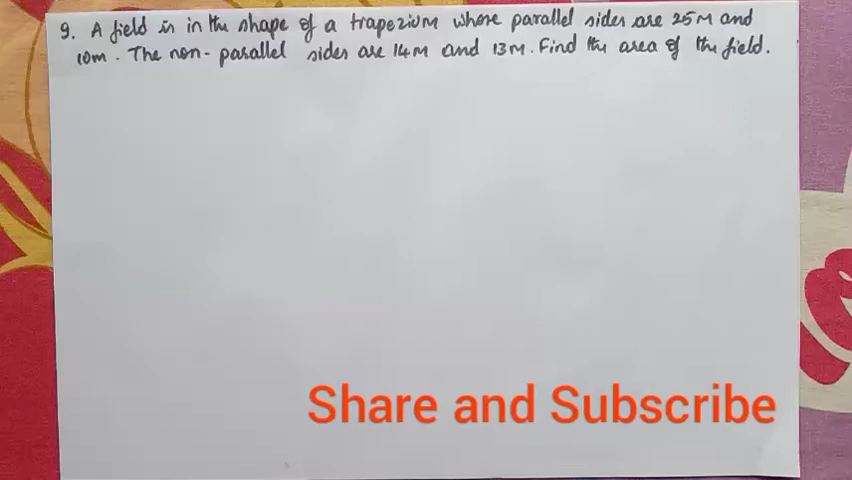 9. A field is in the shape of a trapezium whose parallel sides are 25M and
10m. The non-parallel sides are 14M and 13M. Find the area of the field.
Share and Subscribe